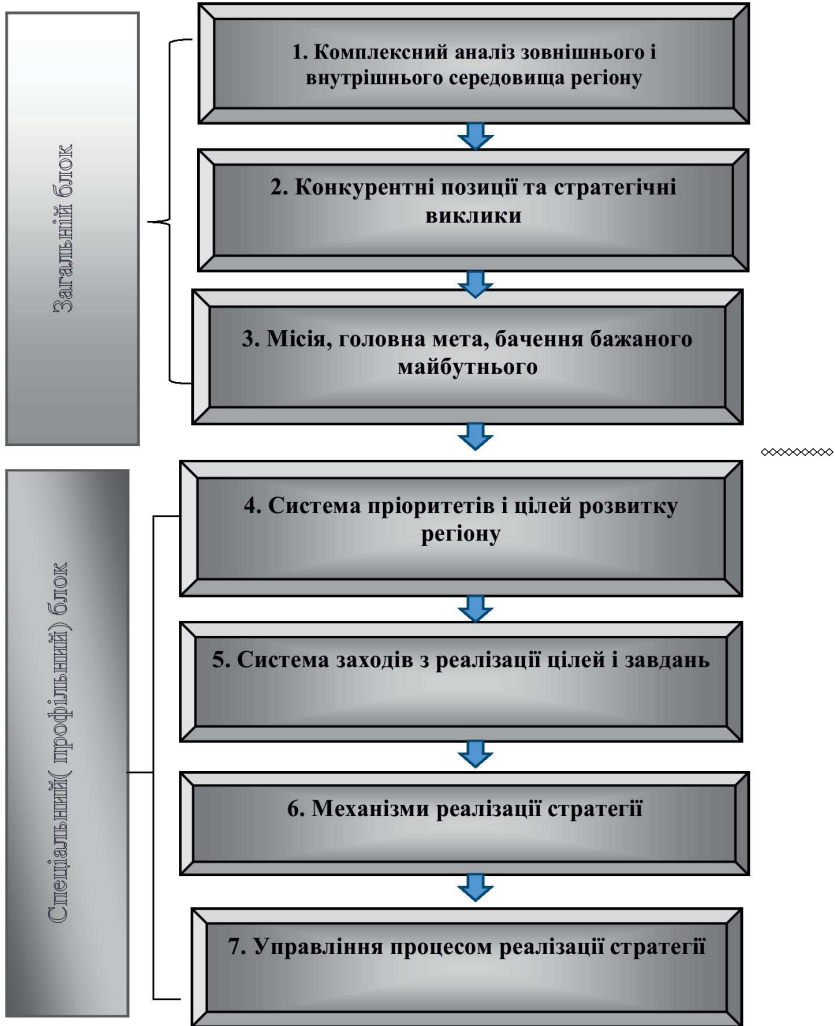 Загальній блок
1. Комплексний аналіз зовнішнього і
внутрішнього середовища регіону
2. Конкурентні позиції та стратегічні
виклики
3. Місія, головна мета, бачення бажаного
майбутнього
Спеціальний( профільний) блок
4. Система пріоритетів і цілей розвитку
регіону
5. Система заходів з реалізації цілей і завдань
6. Механізми реалізації стратегії
7. Управління процесом реалізації стратегії